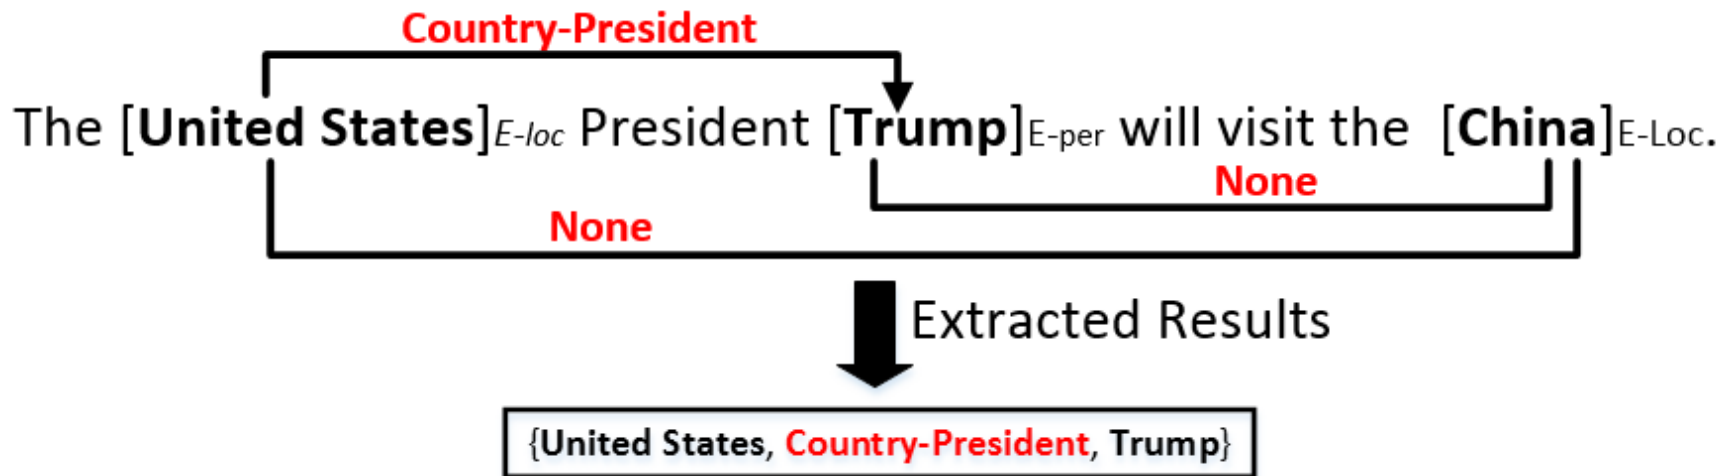 Country-President
The [United States]E-loc President [Trump]E-per will visit the [China]E-Loc.
None
None
Extracted Results
{United States, Country-President, Trump}